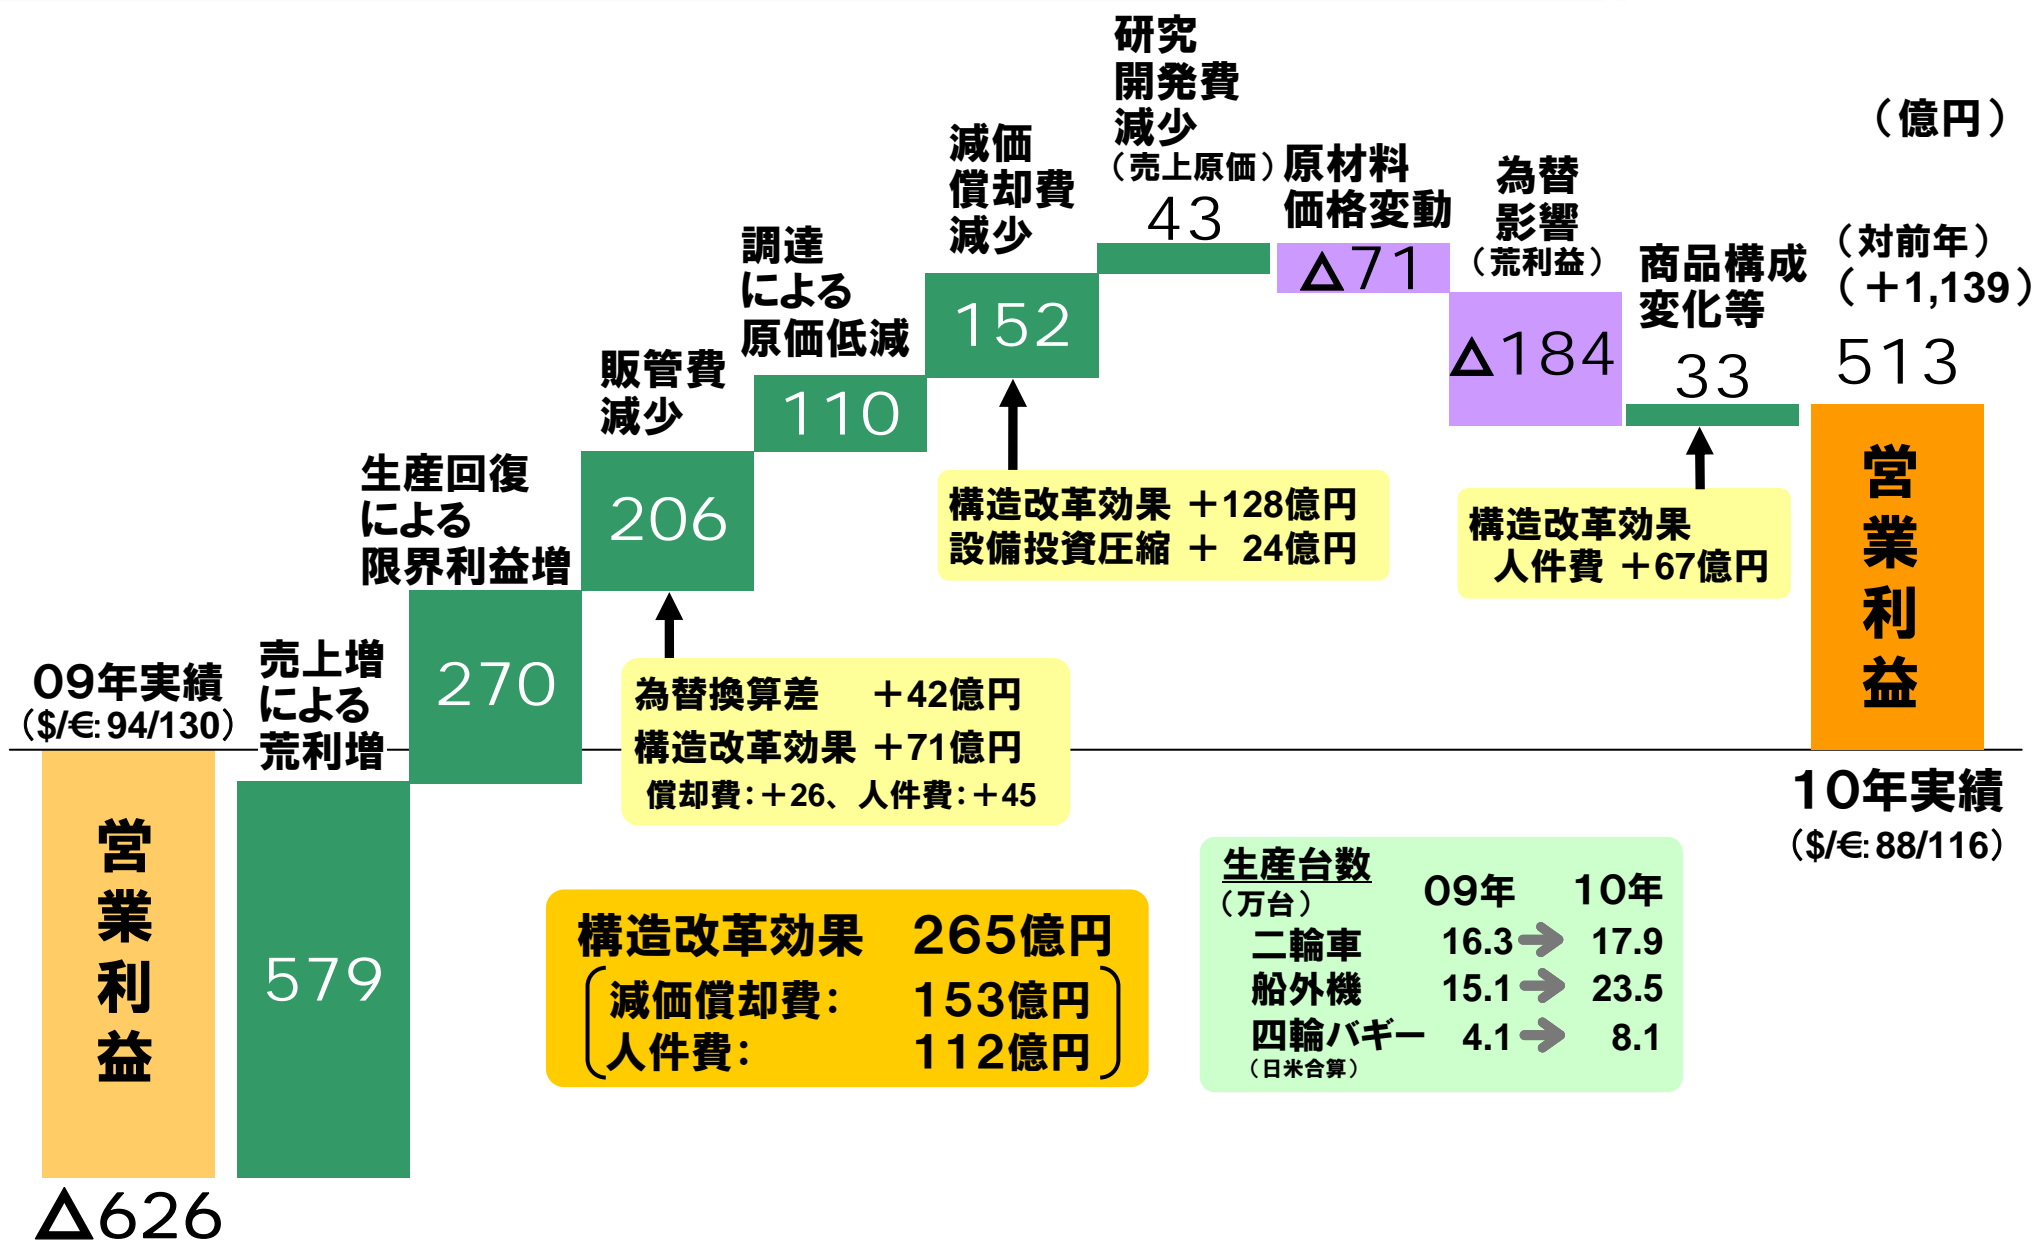 （億円）
研究
開発費
減少
（売上原価）
43
減価
償却費
減少
152
原材料
価格変動
△71
為替
影響
（荒利益）
△184
商品構成
変化等
33
（対前年）
（＋1,139）
513
調達
による
原価低減
110
販管費
減少
206
生産回復
による
限界利益増
270
売上増
による
荒利増
579
09年実績
（$/€:94/130）
営業利益
△626
構造改革効果 ＋128億円
設備投資圧縮 ＋ 24億円
構造改革効果
人件費 ＋67億円
営業利益
10年実績
（$/€:88/116）
為替換算差 ＋42億円
構造改革効果 ＋71億円
償却費：＋26、人件費：＋45
構造改革効果 265億円
減価償却費： 153億円
人件費： 112億円
生産台数
（万台）
09年 10年
二輪車 16.3 17.9
船外機 15.1 23.5
四輪バギー 4.1 8.1
（日米合算）